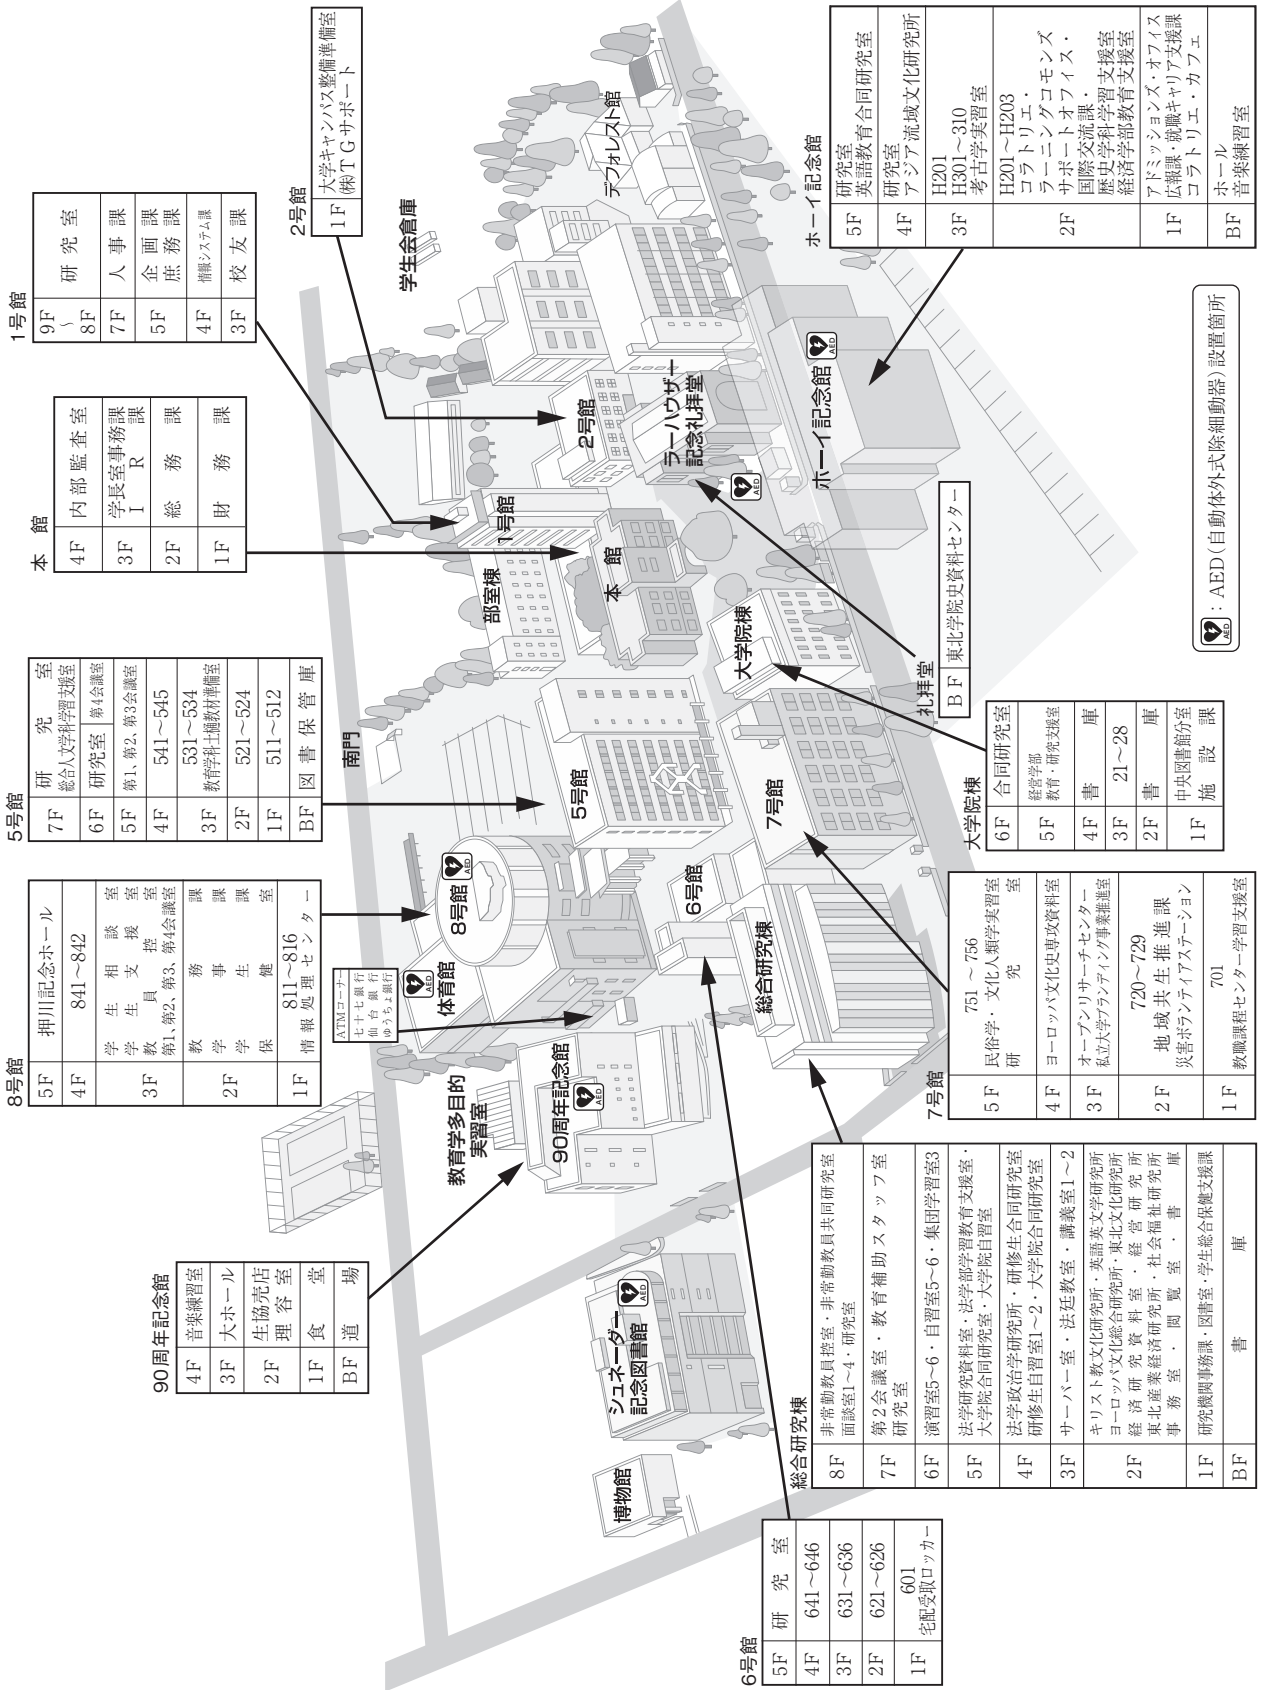 8号館
5F 押川記念ホール
4F 841～842
3F 学生相談室
学生支援室
教員控室
第1、第2、第3、第4会議室
2F 教務課
学事課
学生課
保健室
1F 811～816
情報処理センター
5号館
7F 研究室
総合人文学科学習支援室
6F 研究室 第4会議室
5F 第1、第2、第3会議室
4F 541～545
3F 531～534
教育学科土樋教材準備室
2F 521～524
1F 511～512
BF 図書保管庫
本館
4F 内部監査室
3F 学長室事務課
IR課
2F 総務課
1F 財務課
1号館
9F
～
8F 研究室
7F 人事課
5F 企画課
庶務課
4F 情報システム課
3F 校友課
2号館
1F 大学キャンパス整備準備室
㈱TGサポート
90周年記念館
4F 音楽練習室
3F 大ホール
2F 生協売店
理容室
1F 食堂
BF 道場
ATMコーナー
七十七銀行
仙台銀行
ゆうちょ銀行
南門
学生会倉庫
デフォレスト館
教育学多目的
実習室
体育館
AED
8号館
AED
5号館
部室棟
1号館
本館
2号館
ラーハウザー
記念礼拝堂
AED
ホーイ記念館
AED
90周年記念館
AED
シュネーダー
記念図書館
AED
博物館
総合研究棟
6号館
7号館
大学院棟
6号館
5F 研究室
4F 641～646
3F 631～636
2F 621～626
1F 601
宅配受取ロッカー
総合研究棟
8F 非常勤教員控室・非常勤教員共同研究室
面談室1～4・研究室
7F 第2会議室・教育補助スタッフ室
研究室
6F 演習室5～6・自習室5～6・集団学習室3
5F 法学研究資料室・法学部学習教育支援室・
大学院合同研究室・大学院自習室
4F 法学政治学研究所・研修生合同研究室
研修生自習室1～2・大学院合同研究室
3F サーバー室・法廷教室・講義室1～2
2F キリスト教文化研究所・英語英文学研究所
ヨーロッパ文化総合研究所・東北文化研究所
経済研究資料室・経営研究所
東北産業経済研究所・社会福祉研究所
事務室・閲覧室・書庫
1F 研究機関事務課・図書室・学生総合保健支援課
BF 書庫
7号館
5F 751～756
民俗学・文化人類学実習室
研究室
4F ヨーロッパ文化史専攻資料室
3F オープンリサーチセンター
私立大学ブランディング事業推進室
2F 720～729
地域共生推進課
災害ボランティアステーション
1F 701
教職課程センター学習支援室
大学院棟
6F 合同研究室
5F 経営学部
教育・研究支援室
4F 書庫
3F 21～28
2F 書庫
1F 中央図書館分室
施設課
礼拝堂
BF 東北学院史資料センター
ホーイ記念館
5F 研究室
英語教育合同研究室
4F 研究室
アジア流域文化研究所
3F H201
H301～310
考古学実習室
2F H201～H203
コラトリエ・
ラーニングコモンズ
サポートオフィス・
国際交流課・
歴史学科学習支援室
経済学部教育支援室
1F アドミッションズ・オフィス
広報課・就職キャリア支援課
コラトリエ・カフェ
BF ホール
音楽練習室
AED：AED(自動体外式除細動器)設置箇所